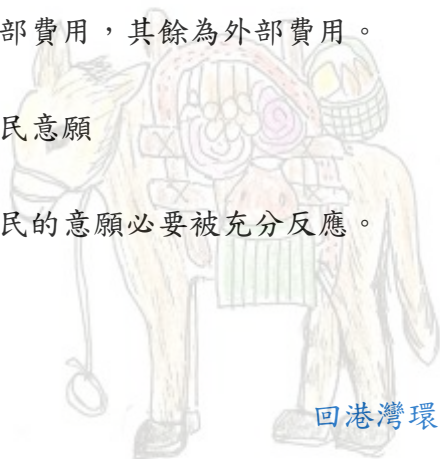 部費用，其餘為外部費用。
民意願
民的意願必要被充分反應。
回港灣環